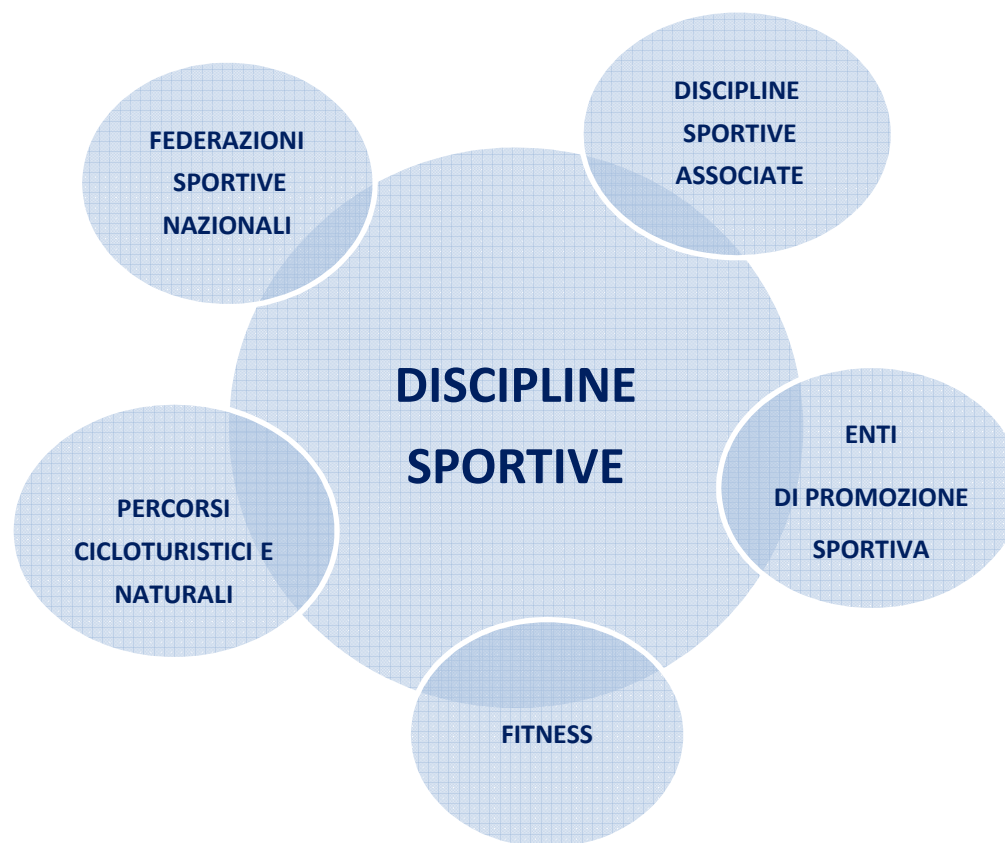 FEDERAZIONI
SPORTIVE
NAZIONALI
DISCIPLINE
SPORTIVE
ASSOCIATE
DISCIPLINE
SPORTIVE
ENTI
DI PROMOZIONE
SPORTIVA
PERCORSI
CICLOTURISTICI E
NATURALI
FITNESS